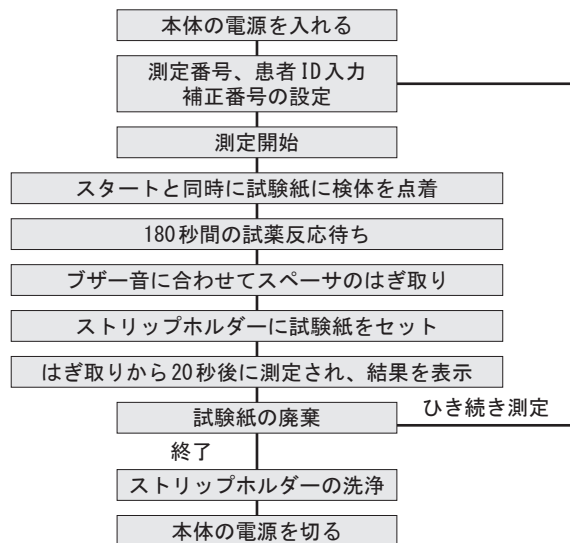 本体の電源を入れる
測定番号、患者ID入力
補正番号の設定
測定開始
スタートと同時に試験紙に検体を点着
180秒間の試薬反応待ち
ブザー音に合わせてスペーサのはぎ取り
ストリップホルダーに試験紙をセット
はぎ取りから20秒後に測定され、結果を表示
試験紙の廃棄
ひき続き測定
終了
ストリップホルダーの洗浄
本体の電源を切る